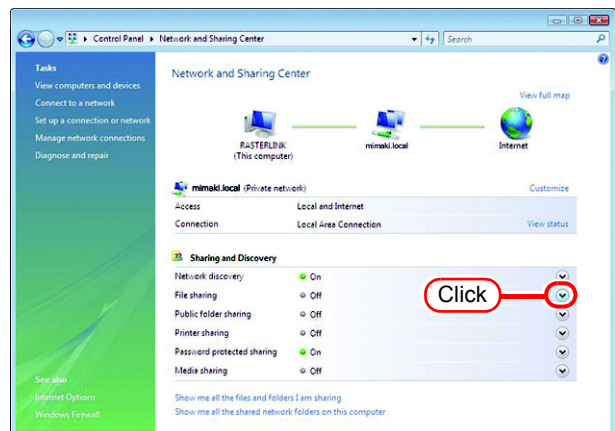 Control Panel ▸ Network and Sharing Center
Search
Tasks
View computers and devices
Connect to a network
Set up a connection or network
Manage network connections
Diagnose and repair
Network and Sharing Center
View full map
RASTERLINK
(This computer)
mimaki.local
Internet
mimaki.local (Private network)
Customize
Access Local and Internet
Connection Local Area Connection View status
Sharing and Discovery
Network discovery On
File sharing Off
Click
Public folder sharing Off
Printer sharing Off
Password protected sharing On
Media sharing Off
See also
Internet Options
Windows Firewall
Show me all the files and folders I am sharing
Show me all the shared network folders on this computer